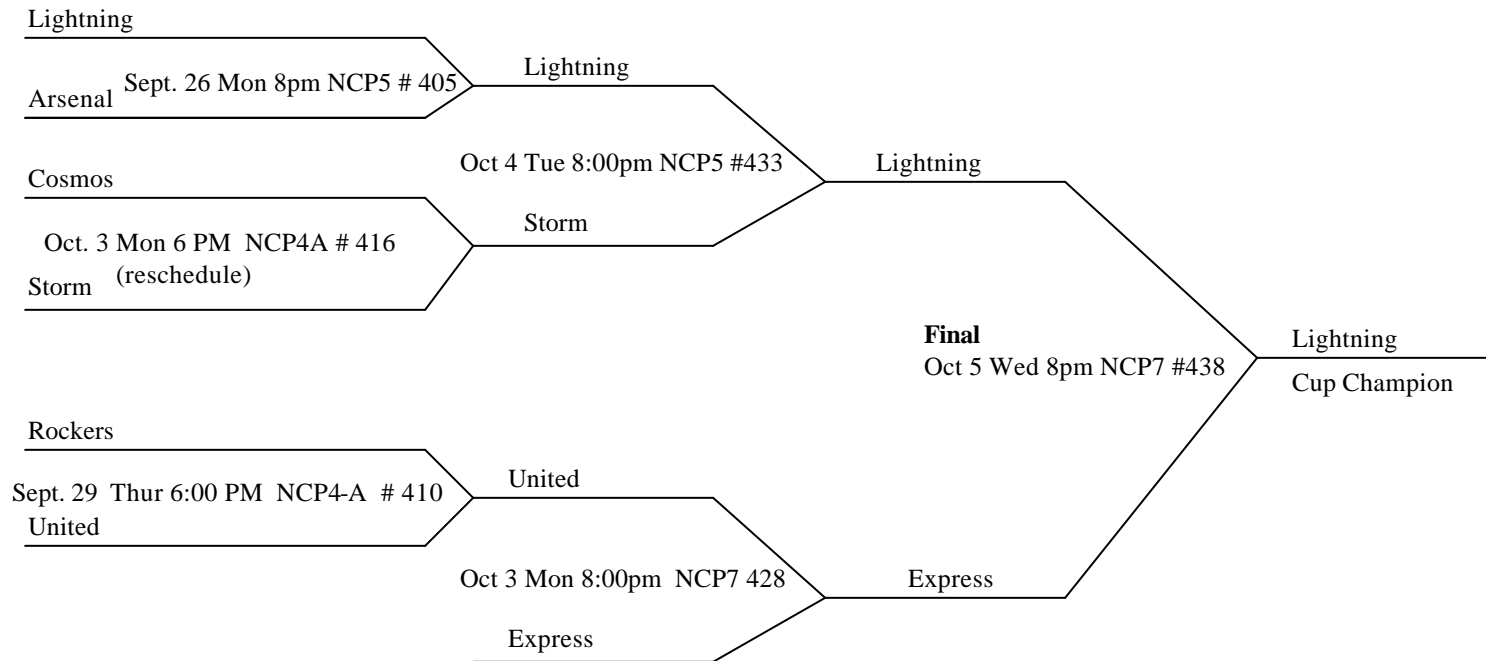 Lightning
Arsenal
Sept. 26 Mon 8pm NCP5 # 405
Lightning
Cosmos
Oct. 3 Mon 6 PM NCP4A # 416
(reschedule)
Storm
Oct 4 Tue 8:00pm NCP5 #433
Storm
Lightning
Rockers
Sept. 29 Thur 6:00 PM NCP4-A # 410
United
United
Oct 3 Mon 8:00pm NCP7 428
Express
Express
Final
Oct 5 Wed 8pm NCP7 #438
Lightning
Cup Champion